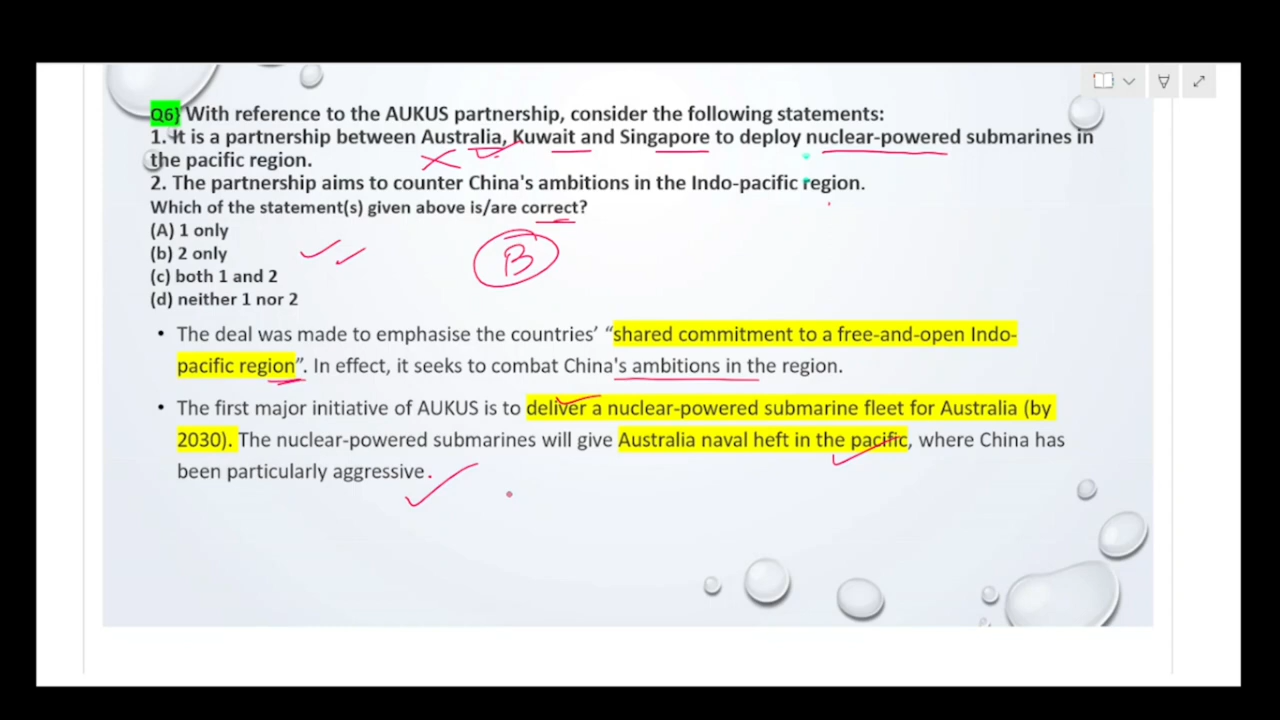 Q6) With reference to the AUKUS partnership, consider the following statements:
1. It is a partnership between Australia, Kuwait and Singapore to deploy nuclear-powered submarines in
the pacific region.
2. The partnership aims to counter China's ambitions in the Indo-pacific region.
Which of the statement(s) given above is/are correct?
(A) 1 only
(b) 2 only
(c) both 1 and 2
(d) neither 1 nor 2
B
• The deal was made to emphasise the countries' “shared commitment to a free-and-open Indo-
pacific region”. In effect, it seeks to combat China's ambitions in the region.
• The first major initiative of AUKUS is to deliver a nuclear-powered submarine fleet for Australia (by
2030). The nuclear-powered submarines will give Australia naval heft in the pacific, where China has
been particularly aggressive.